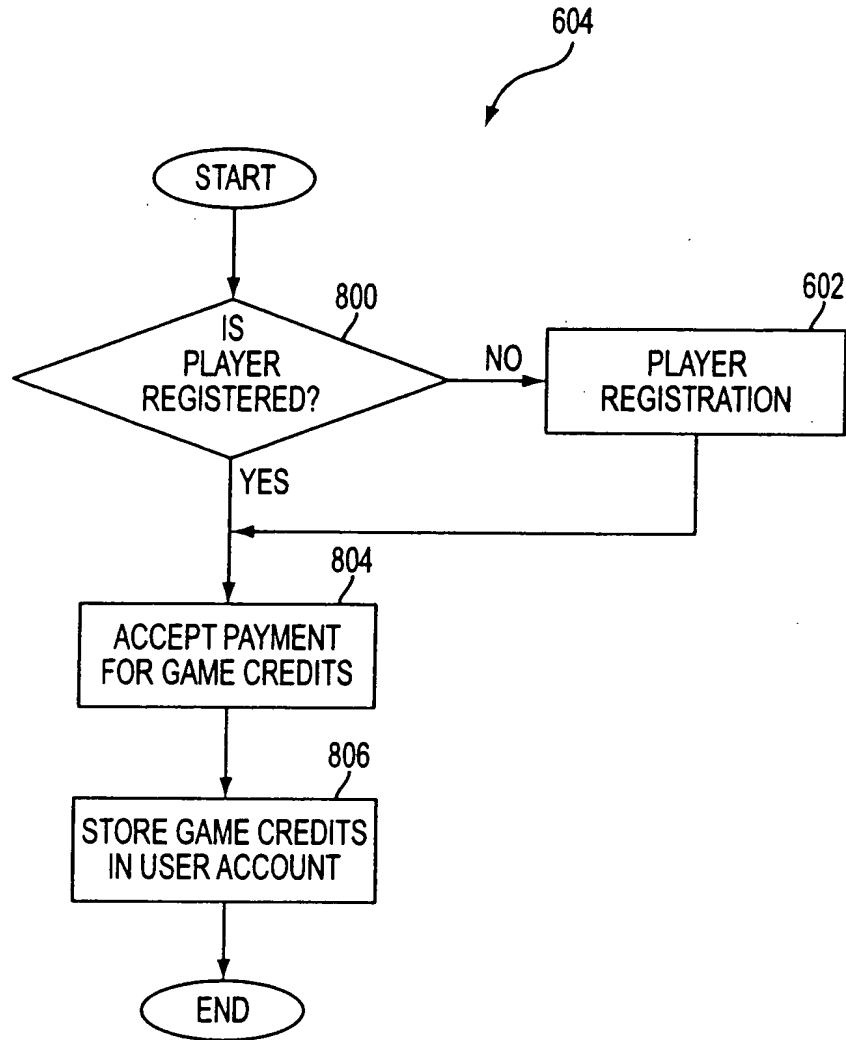 604
START
800
IS
PLAYER
REGISTERED?
NO
602
PLAYER
REGISTRATION
YES
804
ACCEPT PAYMENT
FOR GAME CREDITS
806
STORE GAME CREDITS
IN USER ACCOUNT
END